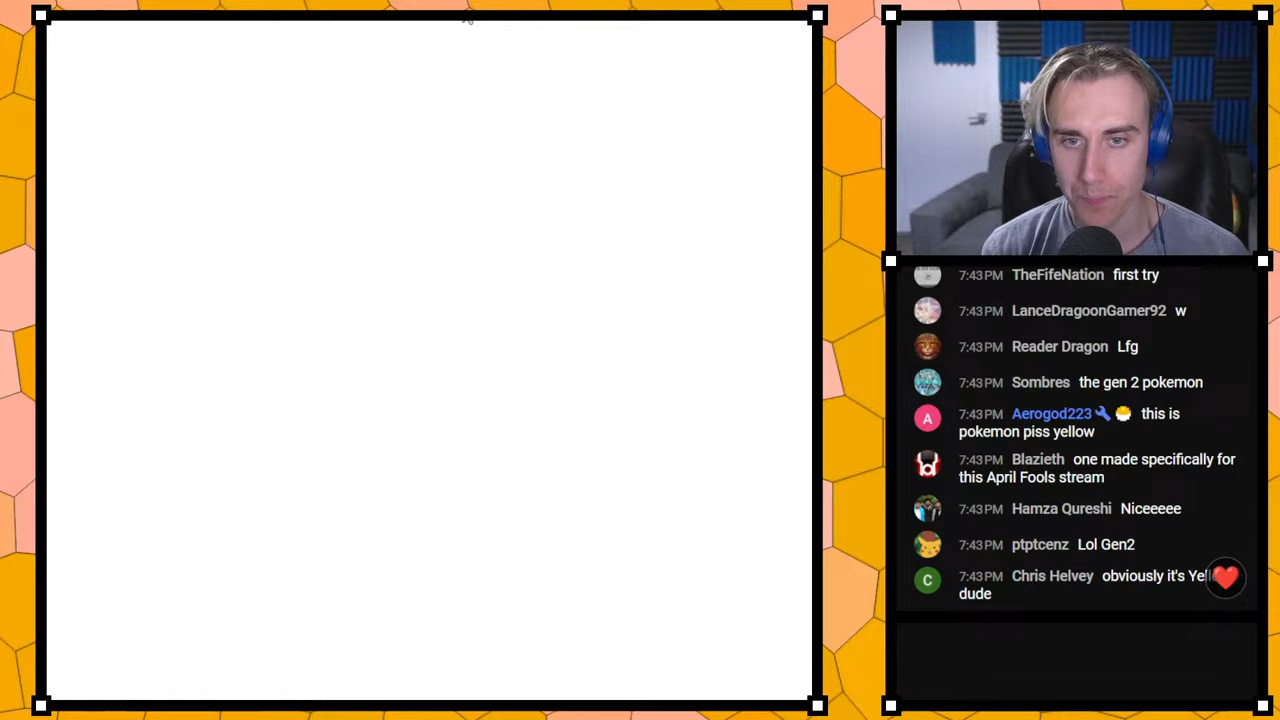 7:43 PM TheFifeNation first try
7:43 PM LanceDragoonGamer92 w
7:43 PM Reader Dragon Lfg
7:43 PM Sombres the gen 2 pokemon
A 7:43 PM Aerogod223 this is
pokemon piss yellow
7:43 PM Blazieth one made specifically for
this April Fools stream
7:43 PM Hamza Qureshi Niceeeee
7:43 PM ptptcenz Lol Gen2
C 7:43 PM Chris Helvey obviously it's
dude